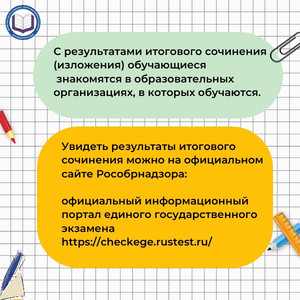 С результатами итогового сочинения
(изложения) обучающиеся
знакомятся в образовательных
организациях, в которых обучаются.
Увидеть результаты итогового
сочинения можно на официальном
сайте Рособрнадзора:
официальный информационный
портал единого государственного
экзамена
https://checkege.rustest.ru/